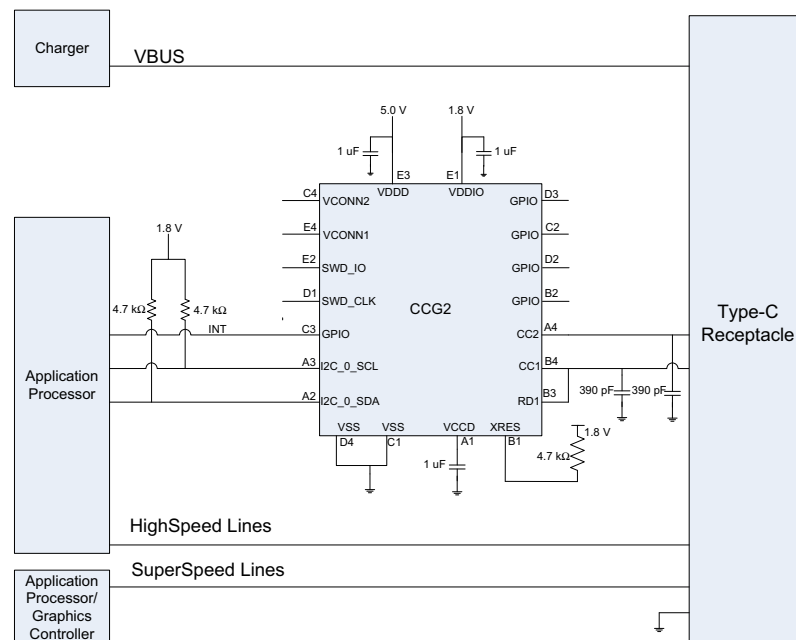 Charger
VBUS
5.0 V
1.8 V
1 uF
1 uF
E3
E1
VDDD
VDDIO
C4
VCONN2
GPIO
D3
E4
VCONN1
GPIO
C2
E2
SWD_IO
GPIO
D2
D1
SWD_CLK
GPIO
B2
CCG2
1.8 V
4.7 kΩ
4.7 kΩ
INT
C3
GPIO
CC2
A4
A3
I2C_0_SCL
CC1
B4
A2
I2C_0_SDA
RD1
B3
390 pF
390 pF
VSS
VSS
VCCD
XRES
D4
C1
A1
B1
1 uF
1.8 V
4.7 kΩ
Application
Processor
Type-C
Receptacle
HighSpeed Lines
SuperSpeed Lines
Application
Processor/
Graphics
Controller